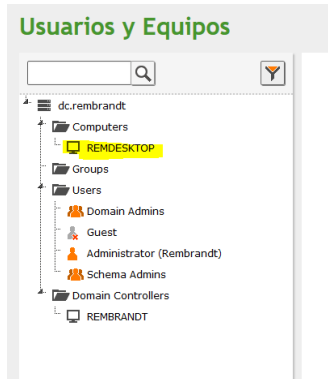 Usuarios y Equipos
dc.rembrandt
Computers
REMDESKTOP
Groups
Users
Domain Admins
Guest
Administrator (Rembrandt)
Schema Admins
Domain Controllers
REMBRANDT